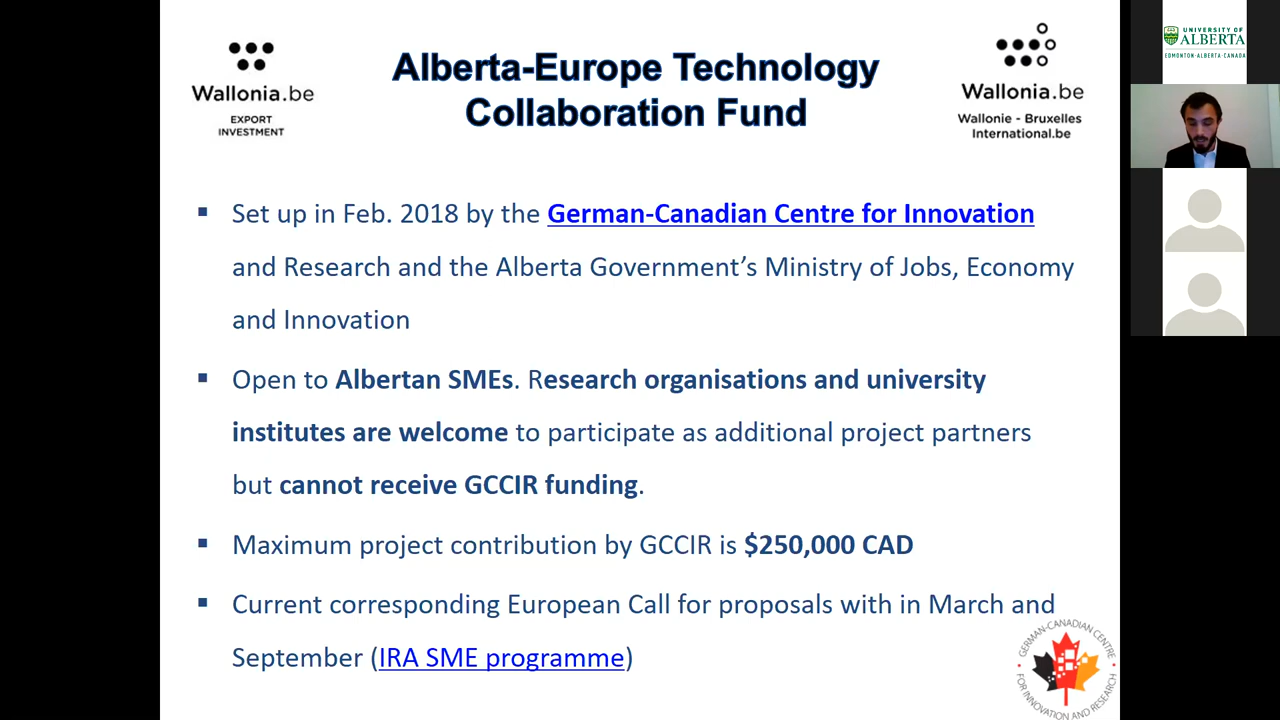 Wallonia.be
EXPORT
INVESTMENT
Alberta-Europe Technology
Collaboration Fund
Wallonia.be
Wallonie - Bruxelles
International.be
UNIVERSITY OF
ALBERTA
EDMONTON·ALBERTA·CANADA
▪ Set up in Feb. 2018 by the German-Canadian Centre for Innovation
and Research and the Alberta Government’s Ministry of Jobs, Economy
and Innovation
▪ Open to Albertan SMEs. Research organisations and university
institutes are welcome to participate as additional project partners
but cannot receive GCCIR funding.
▪ Maximum project contribution by GCCIR is $250,000 CAD
▪ Current corresponding European Call for proposals with in March and
September (IRA SME programme)
GERMAN-CANADIAN CENTRE
FOR INNOVATION AND RESEARCH